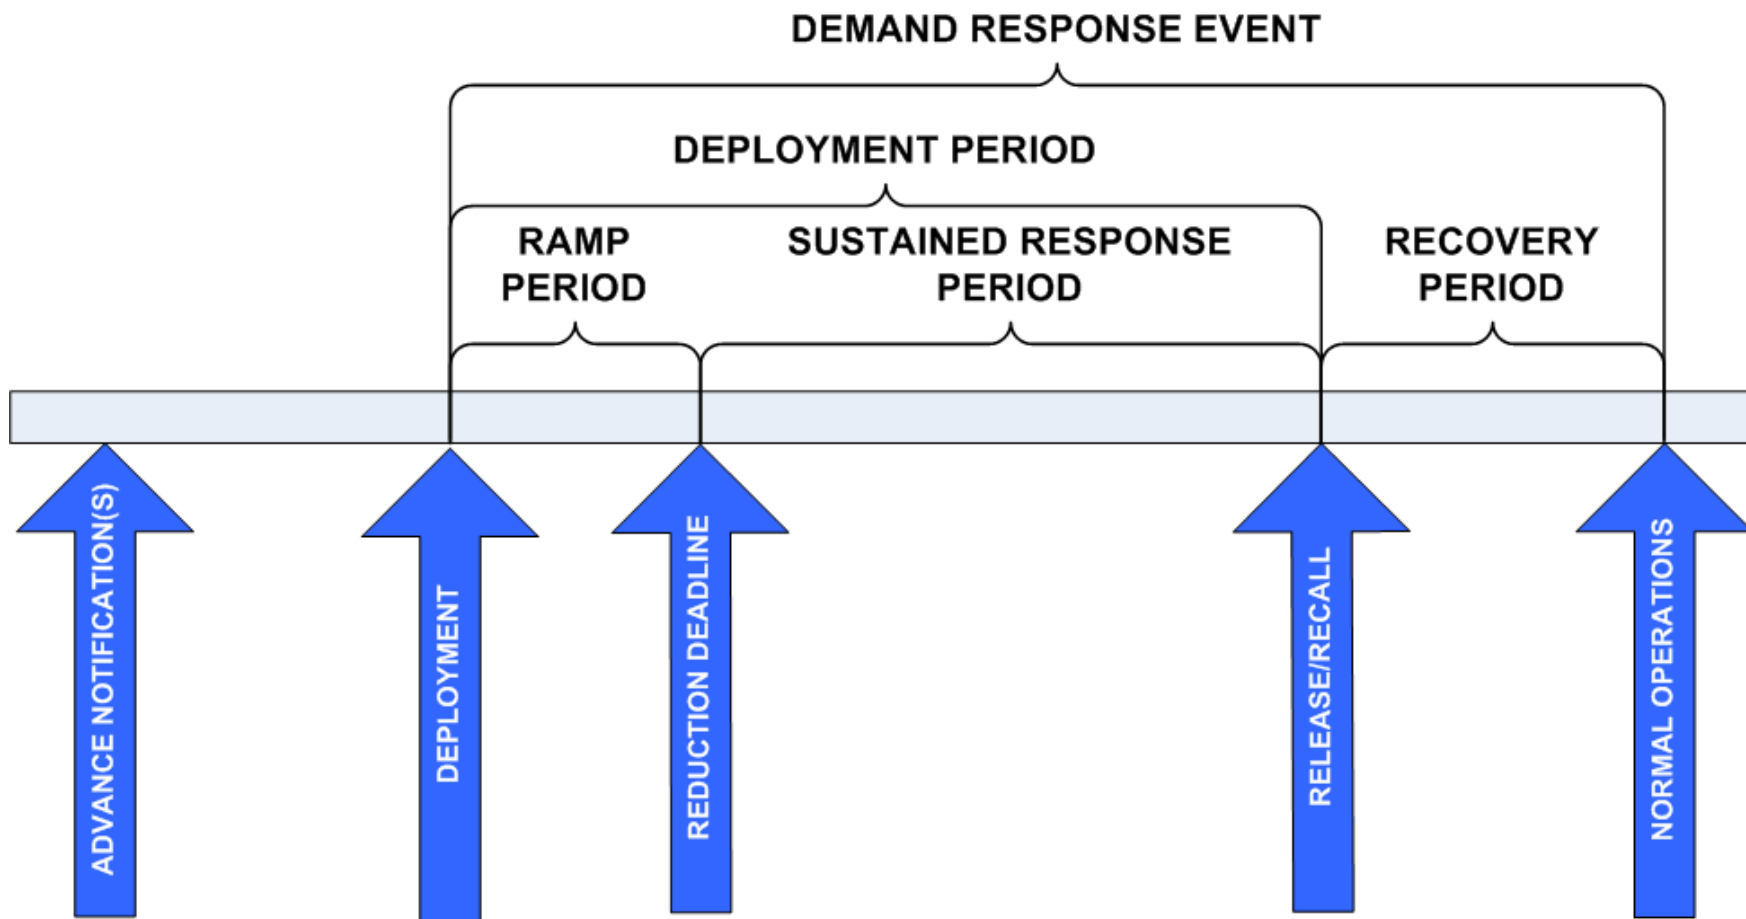 DEMAND RESPONSE EVENT
DEPLOYMENT PERIOD
RAMP
PERIOD
SUSTAINED RESPONSE
PERIOD
RECOVERY
PERIOD
ADVANCE NOTIFICATION(S)
DEPLOYMENT
REDUCTION DEADLINE
RELEASE/RECALL
NORMAL OPERATIONS